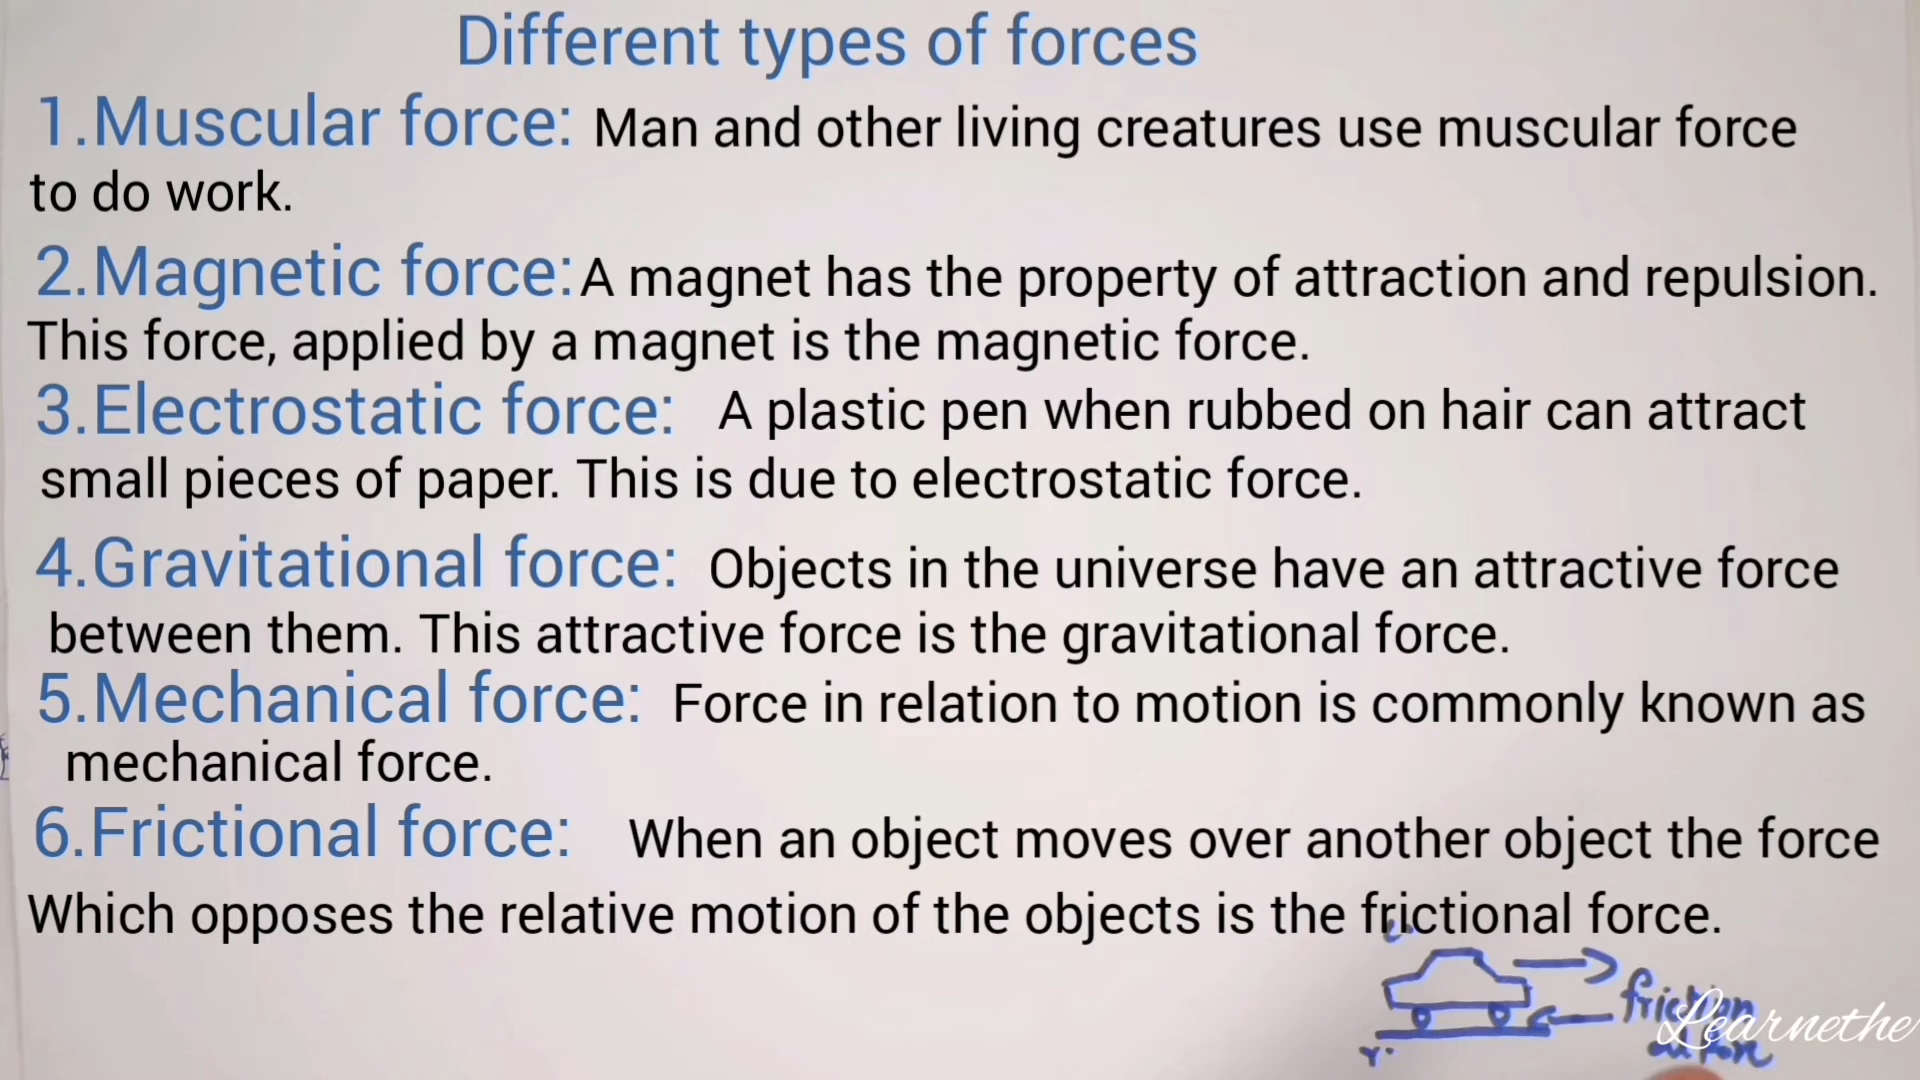 Different types of forces
1.Muscular force: Man and other living creatures use muscular force
to do work.
2.Magnetic force: A magnet has the property of attraction and repulsion.
This force, applied by a magnet is the magnetic force.
3.Electrostatic force: A plastic pen when rubbed on hair can attract
small pieces of paper. This is due to electrostatic force.
4.Gravitational force: Objects in the universe have an attractive force
between them. This attractive force is the gravitational force.
5.Mechanical force: Force in relation to motion is commonly known as
mechanical force.
6.Frictional force: When an object moves over another object the force
Which opposes the relative motion of the objects is the frictional force.
friction
Learnethe